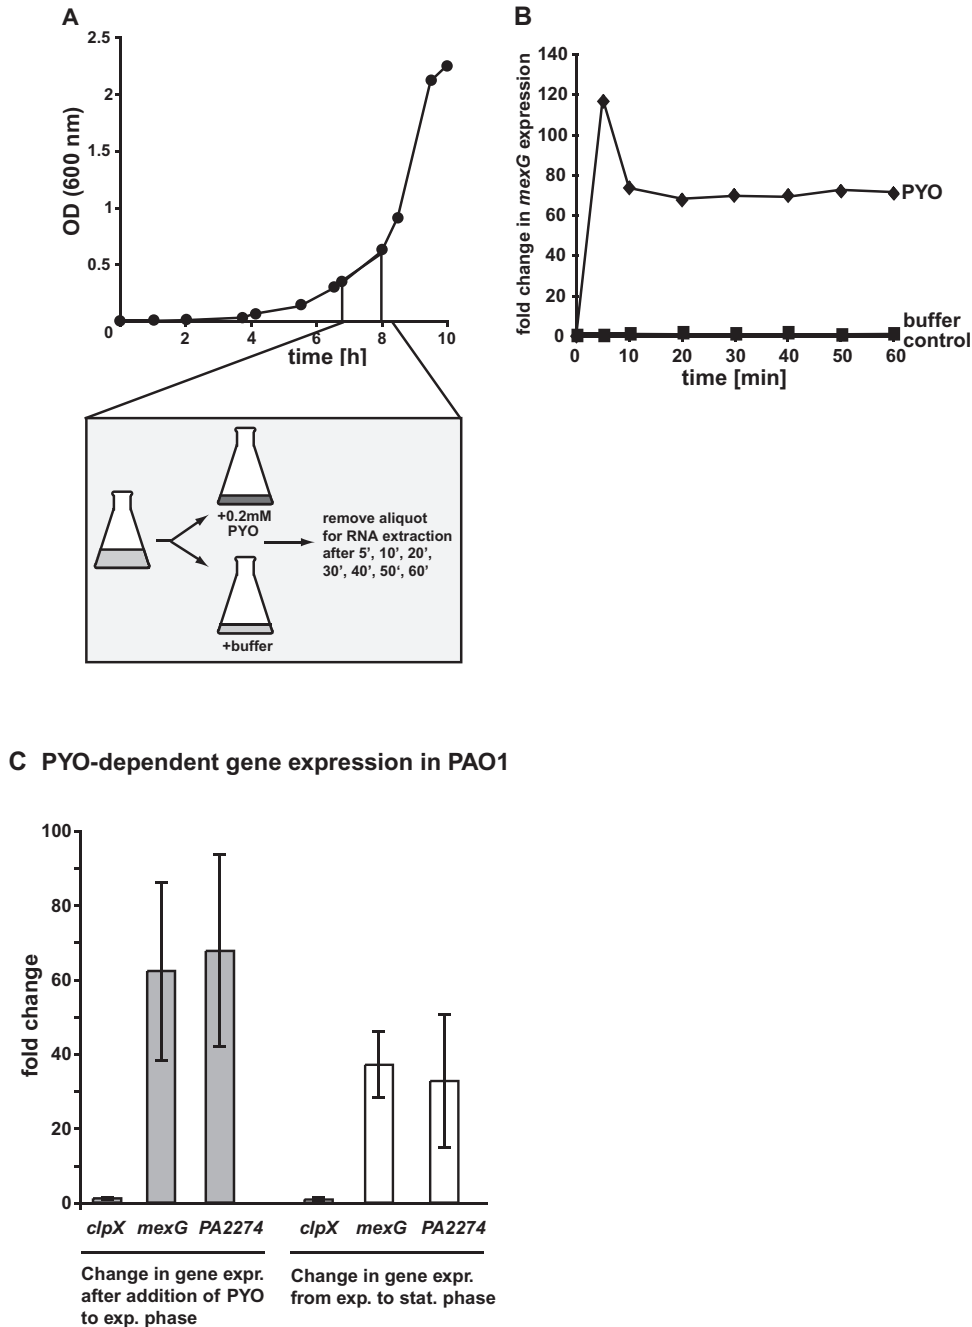 A
2.5
2
1.5
1
0.5
0
OD (600 nm)
2
4
6
8
10
time [h]
+0.2mM
PYO
+buffer
remove aliquot
for RNA extraction
after 5’, 10’, 20’,
30’, 40’, 50‘, 60’
B
140
120
100
80
60
40
20
0
fold change in mexG expression
PYO
buffer
control
0
10
20
30
40
50
60
time [min]
C PYO-dependent gene expression in PAO1
100
80
60
40
20
0
fold change
clpX mexG PA2274
clpX mexG PA2274
Change in gene expr.
after addition of PYO
to exp. phase
Change in gene expr.
from exp. to stat. phase